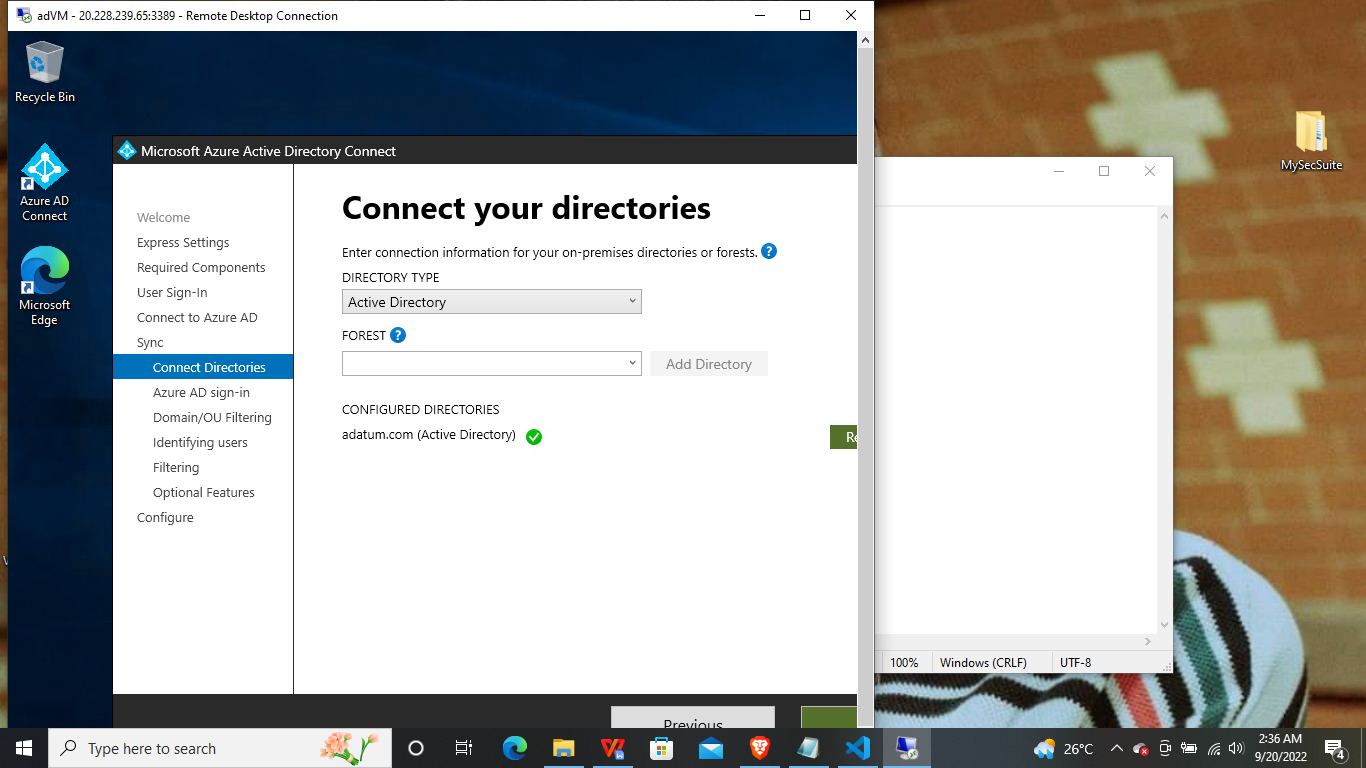 adVM - 20.228.239.65:3389 - Remote Desktop Connection
Recycle Bin
Azure AD
Connect
Microsoft
Edge
Microsoft Azure Active Directory Connect
Welcome
Express Settings
Required Components
User Sign-In
Connect to Azure AD
Sync
Connect Directories
Azure AD sign-in
Domain/OU Filtering
Identifying users
Filtering
Optional Features
Configure
Connect your directories
Enter connection information for your on-premises directories or forests. ?
DIRECTORY TYPE
Active Directory
FOREST ?
Add Directory
CONFIGURED DIRECTORIES
adatum.com (Active Directory)
Re
Previous
MySecSuite
100%
Windows (CRLF)
UTF-8
Type here to search
26°C
2:36 AM
9/20/2022
4